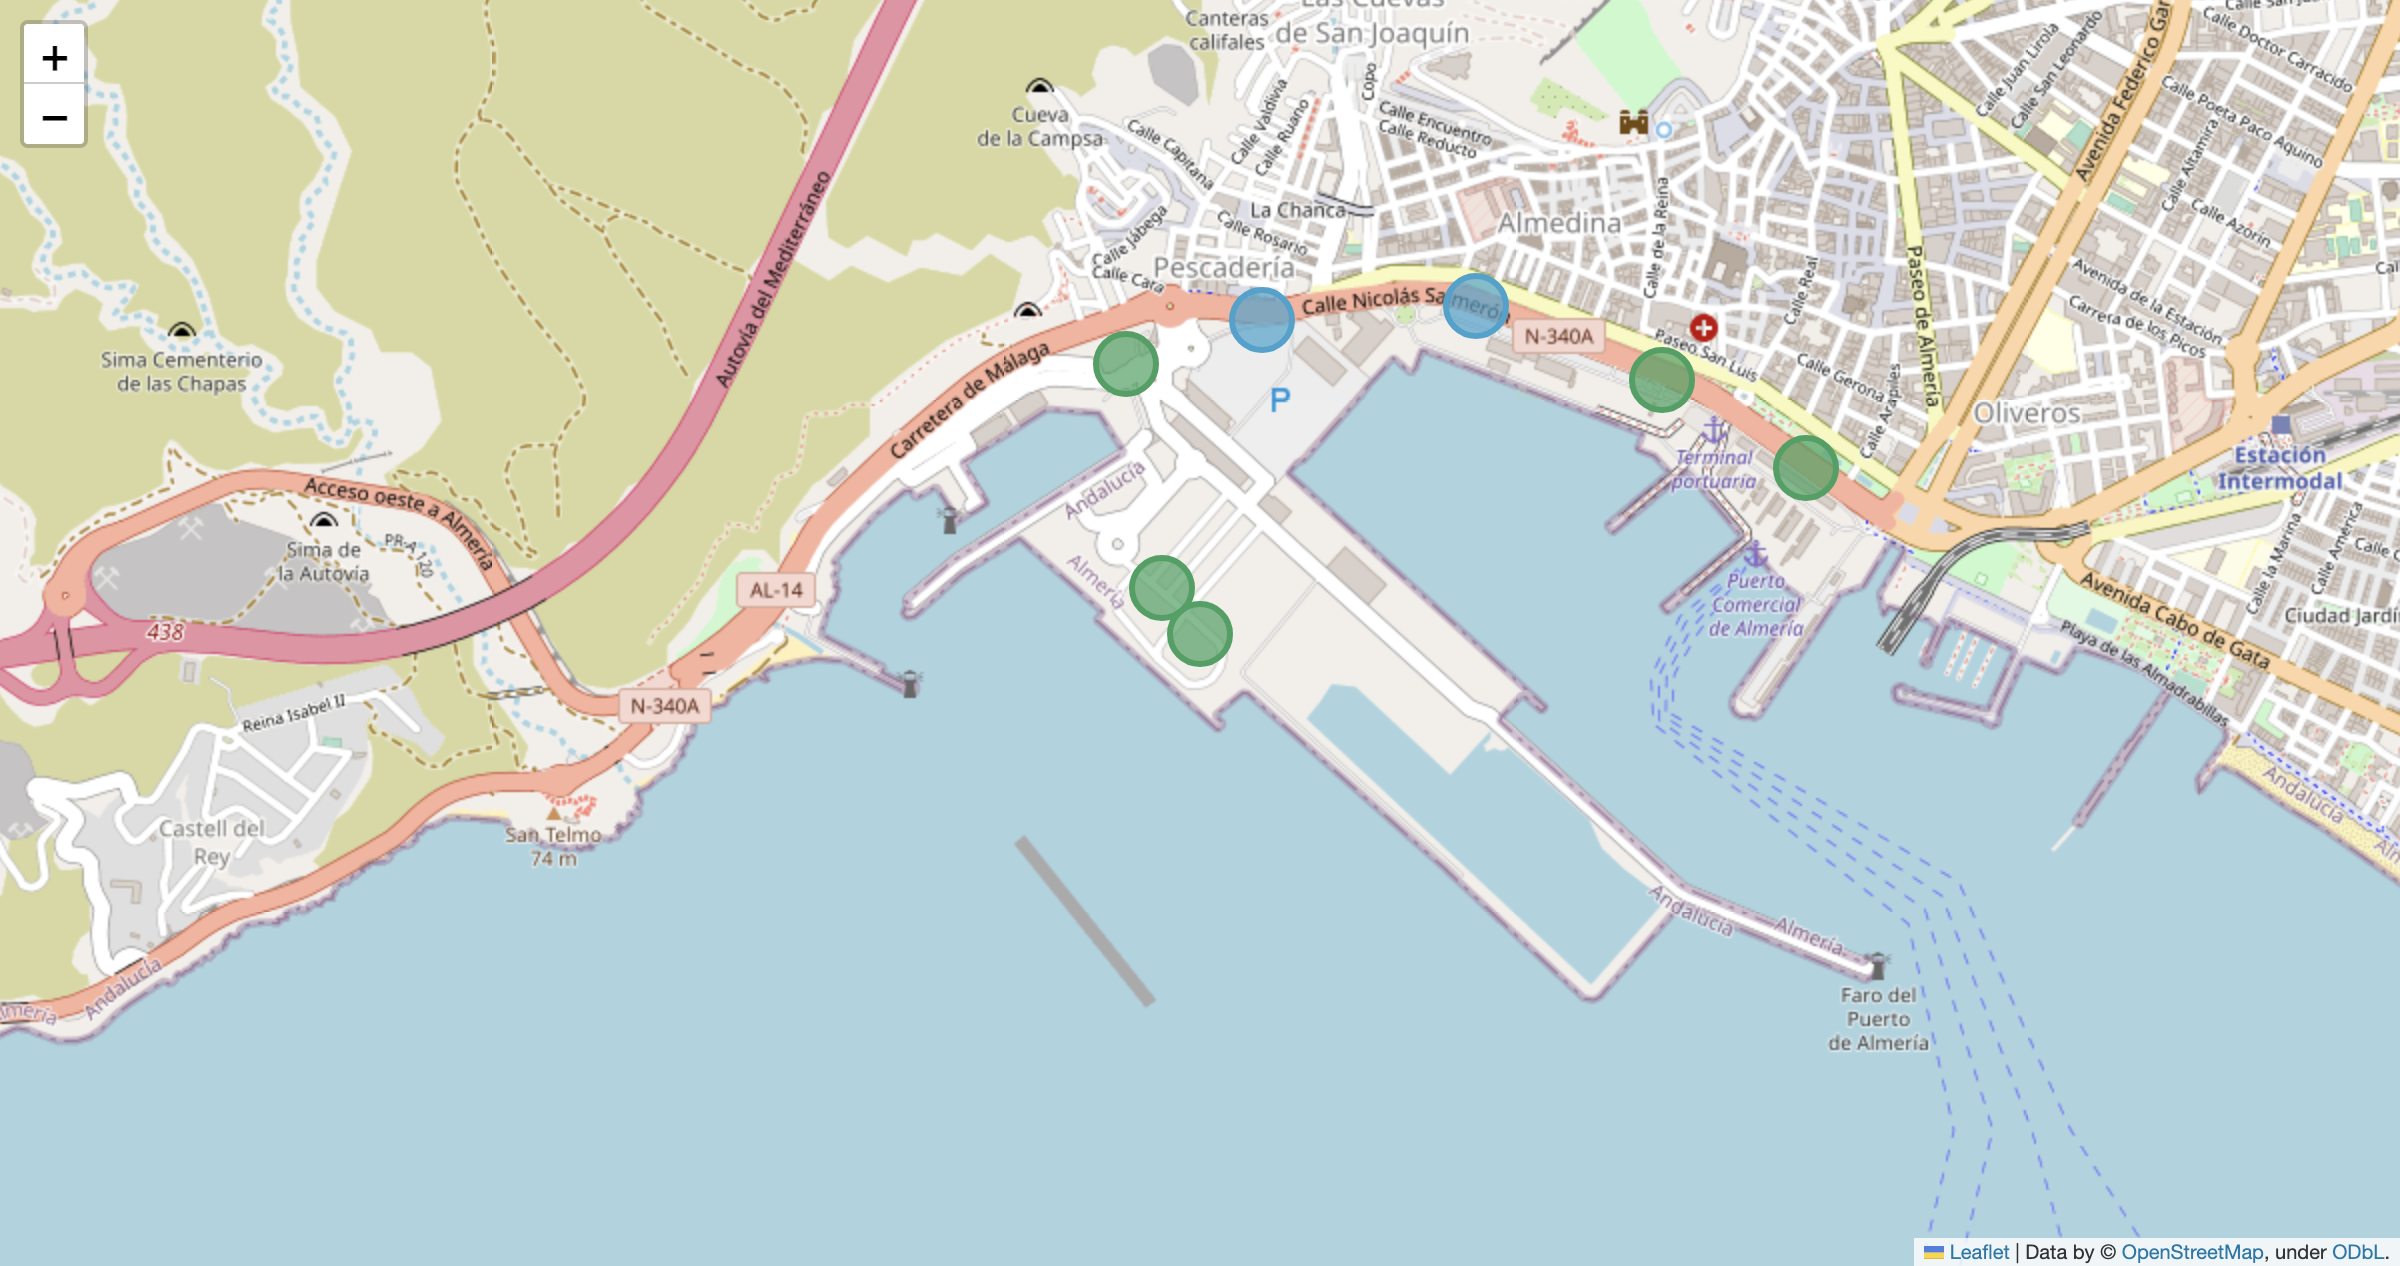 +
−
Canteras
califales
Las Cuevas
de San Joaquín
Cueva
de la Campsa
Calle Capitana
Calle Valdivia
Calle Ruano
Copo
Calle Encuentro
Calle Reducto
La Chanca
Calle Rosario
Calle Jábega
Calle Cara
Pescadería
Almedina
Calle de la Reina
Calle Real
Paseo de Almería
Avenida Federico Gar
Calle Juan Lirola
Calle San Leonardo
Calle Doctor Carracido
Calle Poeta Paco Aquino
Calle Altamira
Calle Azorín
Avenida de la Estación
Carrera de los Picos
Autovía del Mediterráneo
Sima Cementerio
de las Chapas
Carretera de Málaga
Calle Nicolás Salmerón
N-340A
Paseo San Luis
Calle Gerona
Calle Arapiles
Oliveros
P
Estación
Intermodal
Terminal
portuaria
Puerto
Comercial
de Almería
Acceso oeste a Almería
Sima de
la Autovía
PR-A 120
438
AL-14
N-340A
Andalucía
Almería
Calle la Marina
Calle América
Calle C
Ciudad Jardí
Avenida Cabo de Gata
Playa de las Almadrabillas
Andalucía
Reina Isabel II
Castell del
Rey
San Telmo
74 m
Andalucía
Almería
Andalucía
lmería
Faro del
Puerto
de Almería
Leaflet | Data by © OpenStreetMap, under ODbL.